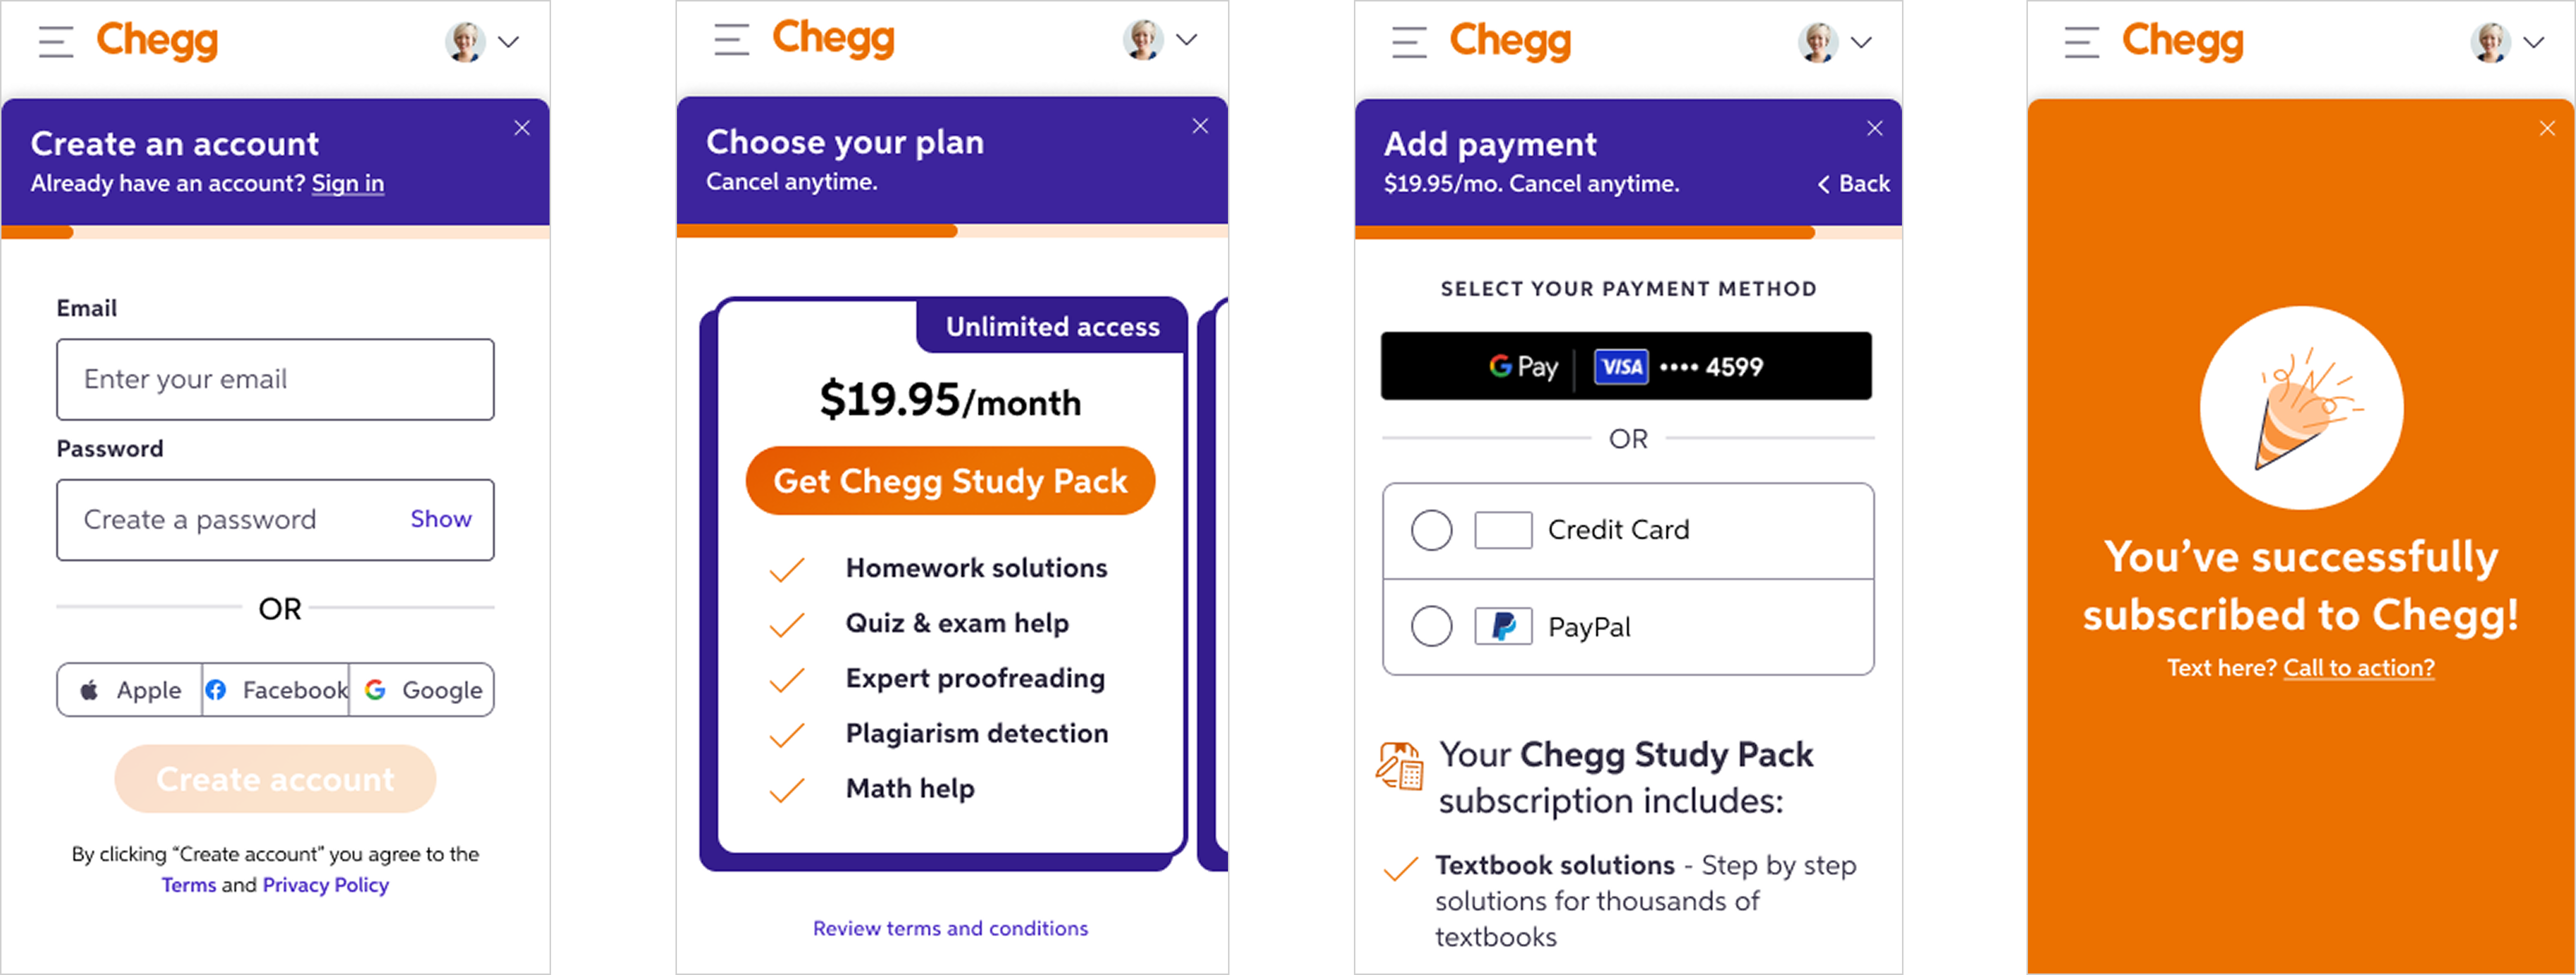 Chegg
Create an account
Already have an account? Sign in
Email
Enter your email
Password
Create a password Show
OR
Apple Facebook Google
Create account
By clicking “Create account” you agree to the
Terms and Privacy Policy
Chegg
Choose your plan
Cancel anytime.
Unlimited access
$19.95/month
Get Chegg Study Pack
Homework solutions
Quiz & exam help
Expert proofreading
Plagiarism detection
Math help
Review terms and conditions
Chegg
Add payment
$19.95/mo. Cancel anytime. < Back
SELECT YOUR PAYMENT METHOD
G Pay VISA •••• 4599
OR
Credit Card
PayPal
Your Chegg Study Pack
subscription includes:
Textbook solutions - Step by step
solutions for thousands of
textbooks
Chegg
You’ve successfully
subscribed to Chegg!
Text here? Call to action?